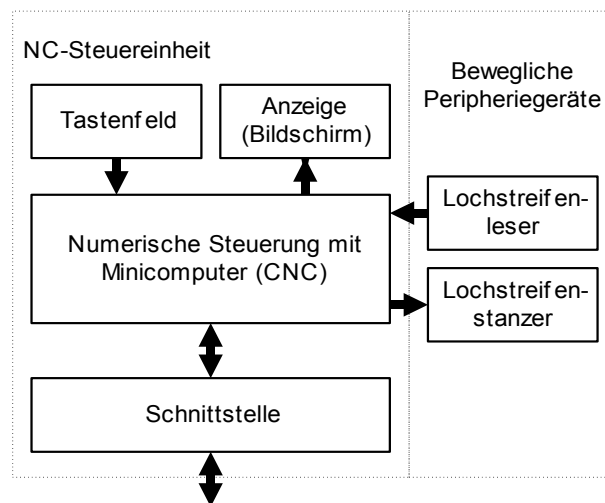 NC-Steuereinheit
Bewegliche
Peripheriegeräte
Tastenfeld
Anzeige
(Bildschirm)
Lochstreifen-
leser
Numerische Steuerung mit
Minicomputer (CNC)
Lochstreifen-
stanzer
Schnittstelle